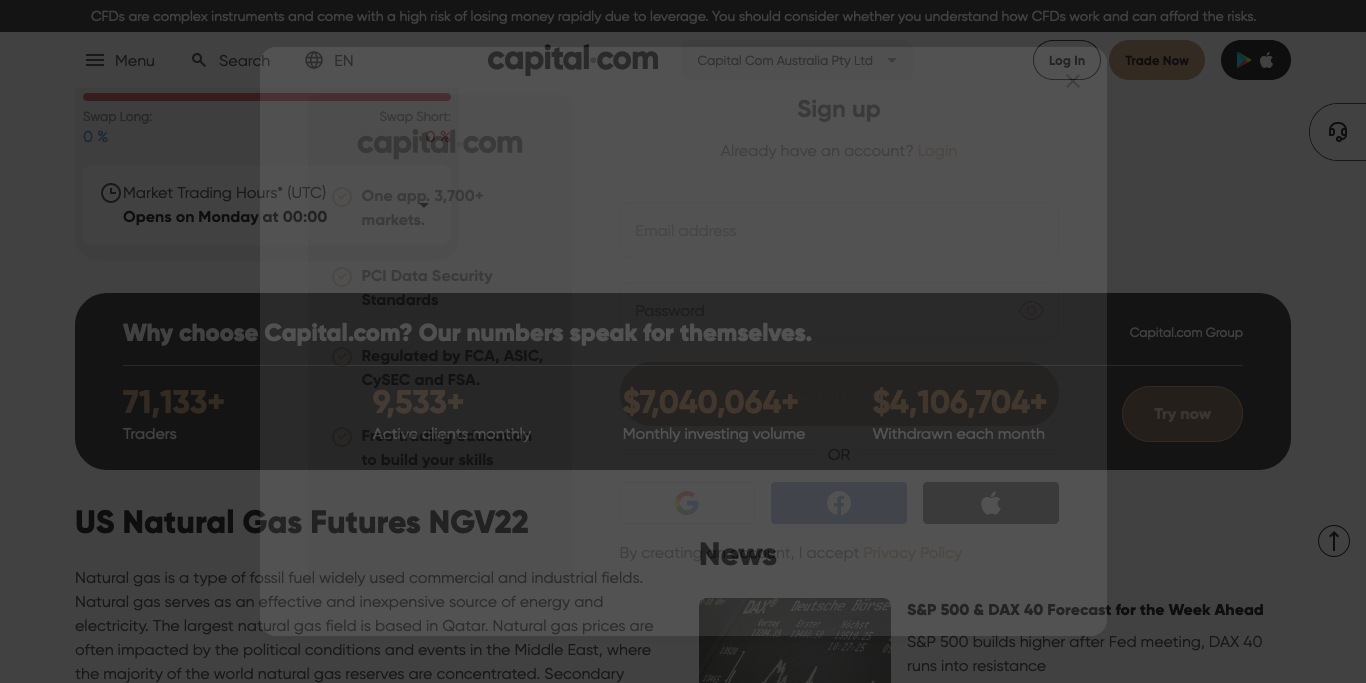 CFDs are complex instruments and come with a high risk of losing money rapidly due to leverage. You should consider whether you understand how CFDs work and can afford the risks.
Menu
Search
EN
capital.com
Capital Com Australia Pty Ltd
Log In
Trade Now
Swap Long:
0 %
Swap Short:
0 %
Market Trading Hours* (UTC)
Opens on Monday at 00:00
capital.com
One app. 3,700+
markets.
PCI Data Security
Standards
Regulated by FCA, ASIC,
CySEC and FSA.
to build your skills
Sign up
Already have an account? Login
Email address
Password
OR
By creating an account, I accept Privacy Policy
Why choose Capital.com? Our numbers speak for themselves.
Capital.com Group
71,133+
Traders
9,533+
Active clients monthly
$7,040,064+
Monthly investing volume
$4,106,704+
Withdrawn each month
Try now
US Natural Gas Futures NGV22
Natural gas is a type of fossil fuel widely used commercial and industrial fields.
Natural gas serves as an effective and inexpensive source of energy and
electricity. The largest natural gas field is based in Qatar. Natural gas prices are
often impacted by the political conditions and events in the Middle East, where
the majority of the world natural gas reserves are concentrated. Secondary
News
DAX Deutsche Börse
S&P 500 & DAX 40 Forecast for the Week Ahead
S&P 500 builds higher after Fed meeting, DAX 40
runs into resistance